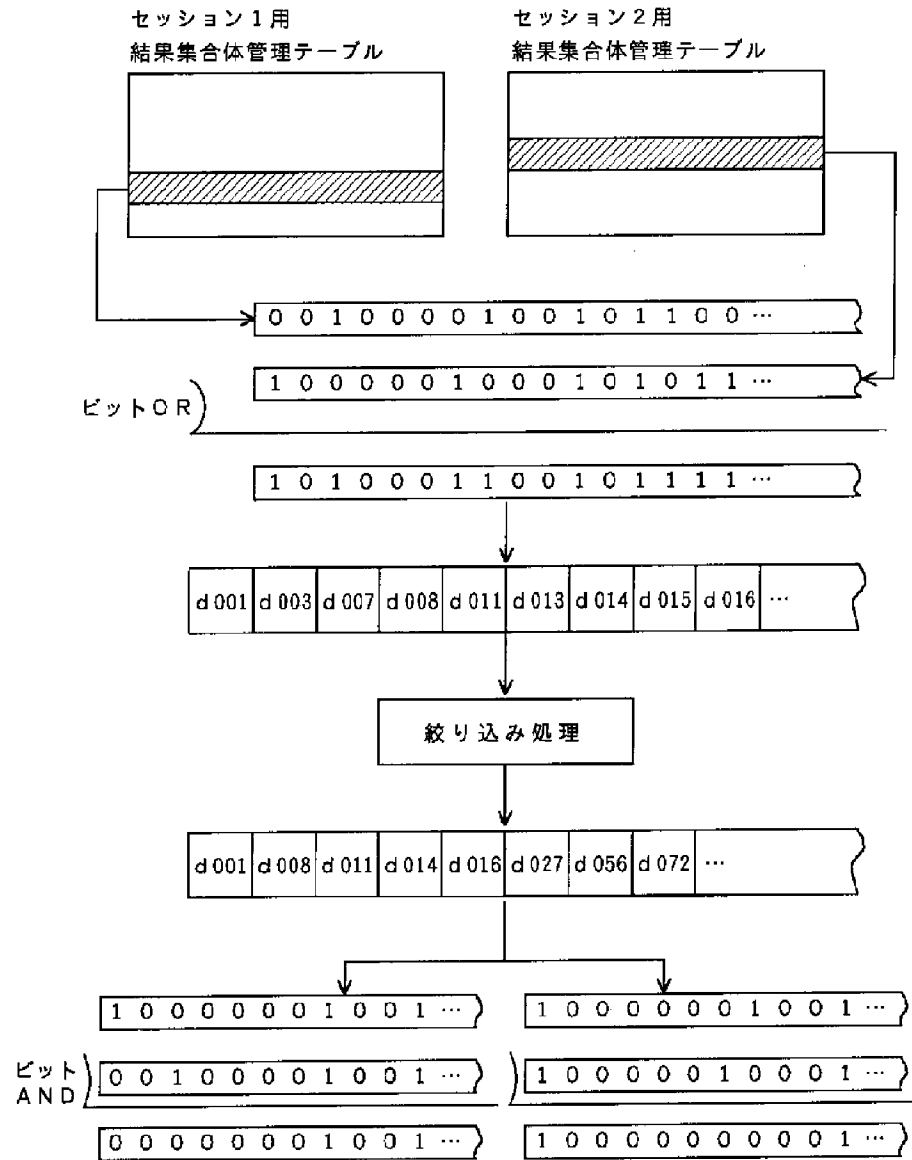 セッション1用
結果集合体管理テーブル
セッション2用
結果集合体管理テーブル
0 0 1 0 0 0 0 1 0 0 1 0 1 1 0 0 …
1 0 0 0 0 0 1 0 0 0 1 0 1 0 1 1 …
ビットOR
1 0 1 0 0 0 1 1 0 0 1 0 1 1 1 1 …
d001 d003 d007 d008 d011 d013 d014 d015 d016 …
絞り込み処理
d001 d008 d011 d014 d016 d027 d056 d072 …
1 0 0 0 0 0 0 1 0 0 1 …
1 0 0 0 0 0 0 1 0 0 1 …
ビット
AND
0 0 1 0 0 0 0 1 0 0 1 …
1 0 0 0 0 0 1 0 0 0 1 …
0 0 0 0 0 0 0 1 0 0 1 …
1 0 0 0 0 0 0 0 0 0 1 …